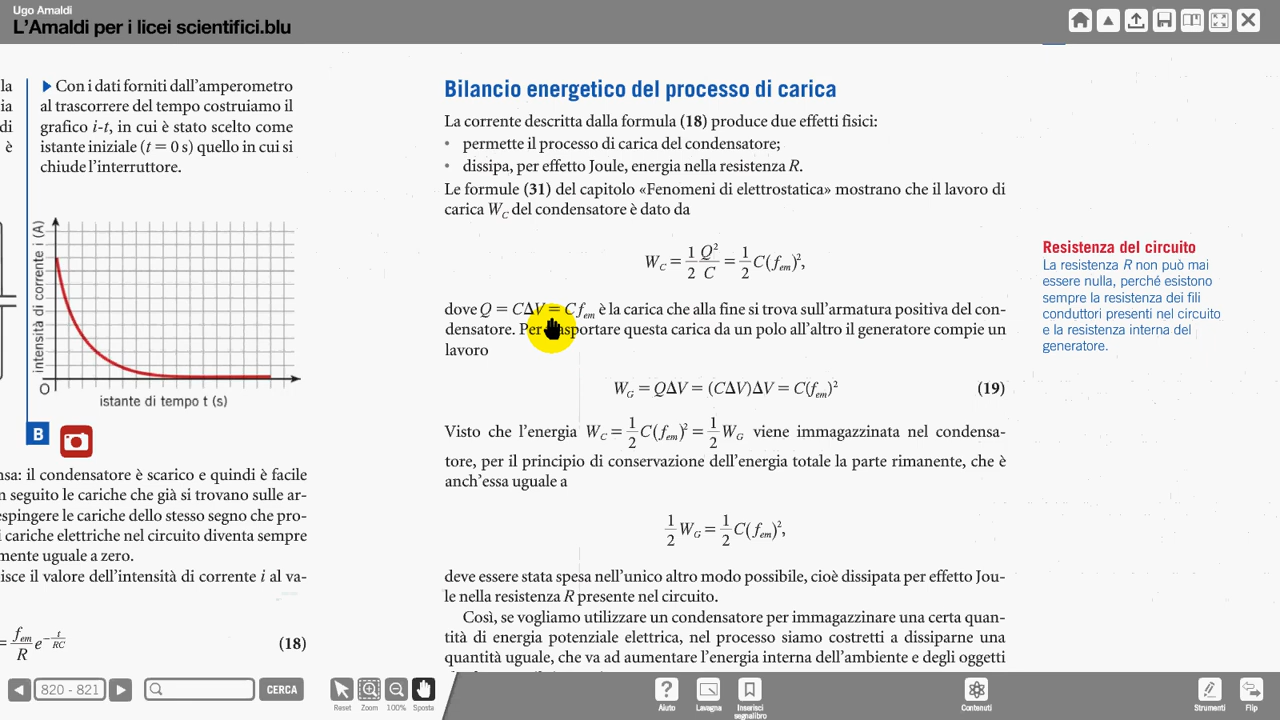 Ugo Amaldi
L'Amaldi per i licei scientifici.blu
la
ia
di
è
▶ Con i dati forniti dall'amperometro
al trascorrere del tempo costruiamo il
grafico i-t, in cui è stato scelto come
istante iniziale (t = 0 s) quello in cui si
chiude l'interruttore.
intensità di corrente i (A)
O
istante di tempo t (s)
B
nsa: il condensatore è scarico e quindi è facile
n seguito le cariche che già si trovano sulle ar-
espingere le cariche dello stesso segno che pro-
i cariche elettriche nel circuito diventa sempre
mente uguale a zero.
isce il valore dell'intensità di corrente i al va-
= f_em/R e^(-t/RC) (18)
Bilancio energetico del processo di carica
La corrente descritta dalla formula (18) produce due effetti fisici:
• permette il processo di carica del condensatore;
• dissipa, per effetto Joule, energia nella resistenza R.
Le formule (31) del capitolo «Fenomeni di elettrostatica» mostrano che il lavoro di
carica W_C del condensatore è dato da
W_C = 1/2 Q²/C = 1/2 C(f_em)²,
dove Q = CΔV = Cf_em è la carica che alla fine si trova sull'armatura positiva del con-
densatore. Per asportare questa carica da un polo all'altro il generatore compie un
lavoro
W_G = QΔV = (CΔV)ΔV = C(f_em)² (19)
Visto che l'energia W_C = 1/2 C(f_em)² = 1/2 W_G viene immagazzinata nel condensa-
tore, per il principio di conservazione dell'energia totale la parte rimanente, che è
anch'essa uguale a
1/2 W_G = 1/2 C(f_em)²,
deve essere stata spesa nell'unico altro modo possibile, cioè dissipata per effetto Jou-
le nella resistenza R presente nel circuito.
Così, se vogliamo utilizzare un condensatore per immagazzinare una certa quan-
tità di energia potenziale elettrica, nel processo siamo costretti a dissiparne una
quantità uguale, che va ad aumentare l'energia interna dell'ambiente e degli oggetti
Resistenza del circuito
La resistenza R non può mai
essere nulla, perché esistono
sempre la resistenza dei fili
conduttori presenti nel circuito
e la resistenza interna del
generatore.
820 - 821
CERCA
Reset
Zoom
100%
Sposta
Aiuto
Lavagna
Inserisci
segnalibro
Contenuti
Strumenti
Flip